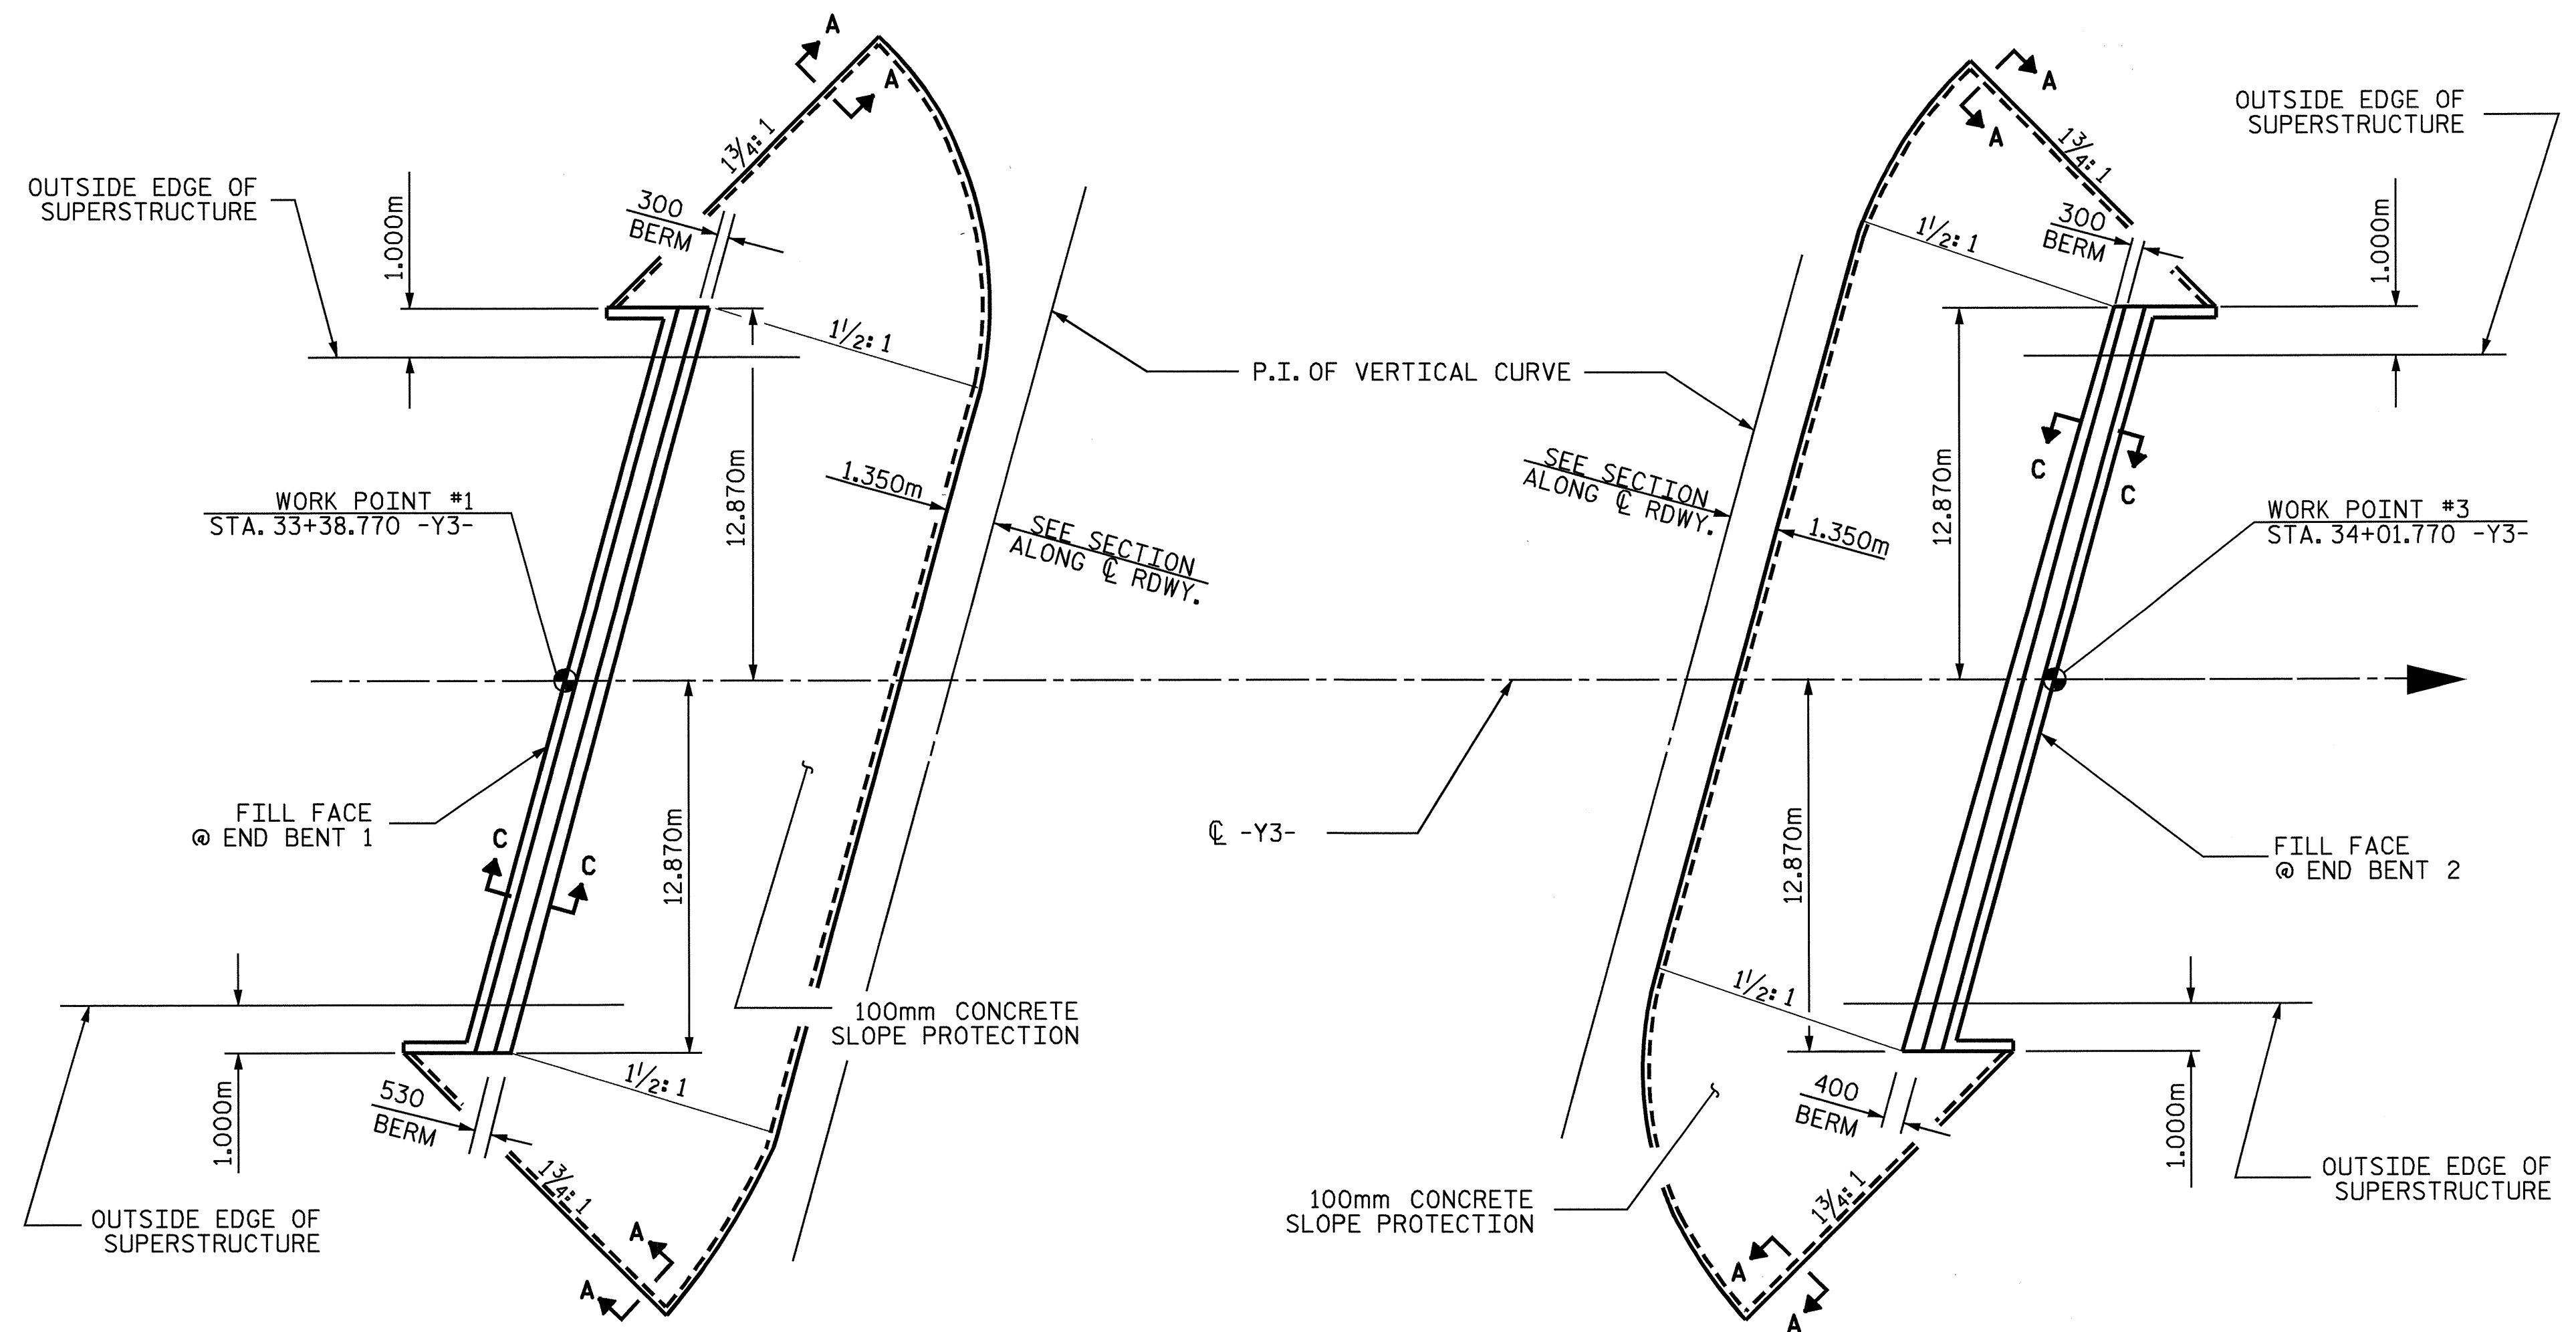 A
A
1¾:1
300
BERM
OUTSIDE EDGE OF
SUPERSTRUCTURE
1.000m
1½:1
12.870m
1.350m
WORK POINT #1
STA. 33+38.770 -Y3-
SEE SECTION
ALONG ℄ RDWY.
P.I. OF VERTICAL CURVE
FILL FACE
@ END BENT 1
C
C
12.870m
100mm CONCRETE
SLOPE PROTECTION
1.000m
530
BERM
1½:1
1¾:1
A
A
OUTSIDE EDGE OF
SUPERSTRUCTURE
℄ -Y3-
A
A
1¾:1
OUTSIDE EDGE OF
SUPERSTRUCTURE
300
BERM
1½:1
1.000m
C
C
SEE SECTION
ALONG ℄ RDWY.
1.350m
12.870m
WORK POINT #3
STA. 34+01.770 -Y3-
FILL FACE
@ END BENT 2
12.870m
1½:1
400
BERM
1.000m
1¾:1
100mm CONCRETE
SLOPE PROTECTION
A
A
OUTSIDE EDGE OF
SUPERSTRUCTURE